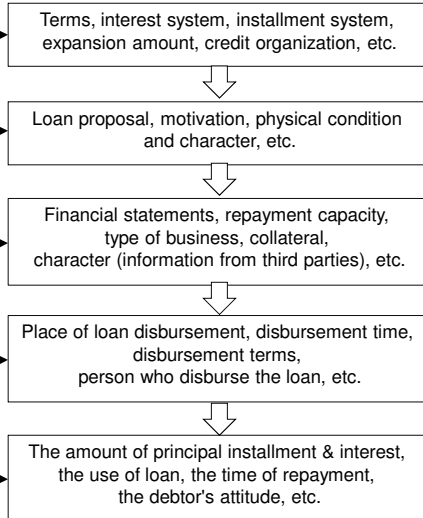 Terms, interest system, installment system,
expansion amount, credit organization, etc.
Loan proposal, motivation, physical condition
and character, etc.
Financial statements, repayment capacity,
type of business, collateral,
character (information from third parties), etc.
Place of loan disbursement, disbursement time,
disbursement terms,
person who disburse the loan, etc.
The amount of principal installment & interest,
the use of loan, the time of repayment,
the debtor's attitude, etc.